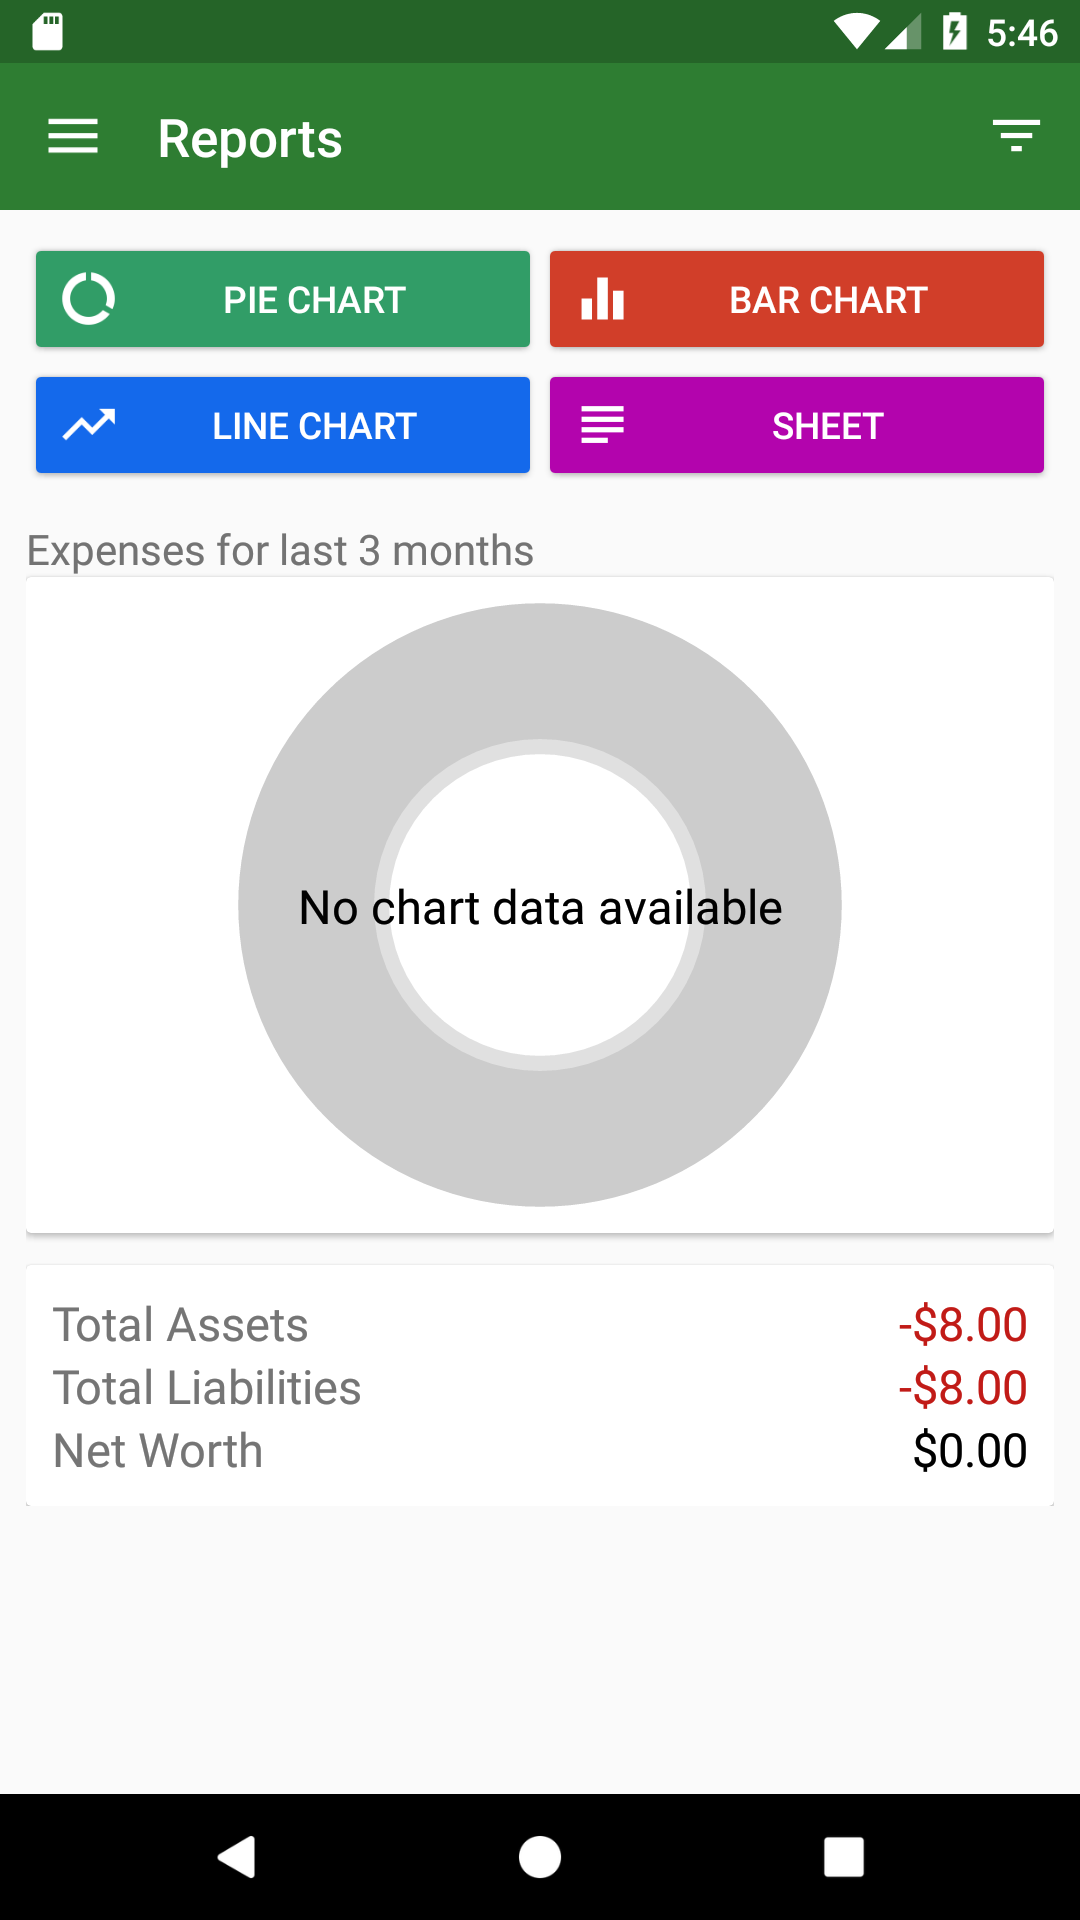 5:46
Reports
PIE CHART
BAR CHART
LINE CHART
SHEET
Expenses for last 3 months
No chart data available
Total Assets -$8.00
Total Liabilities -$8.00
Net Worth $0.00